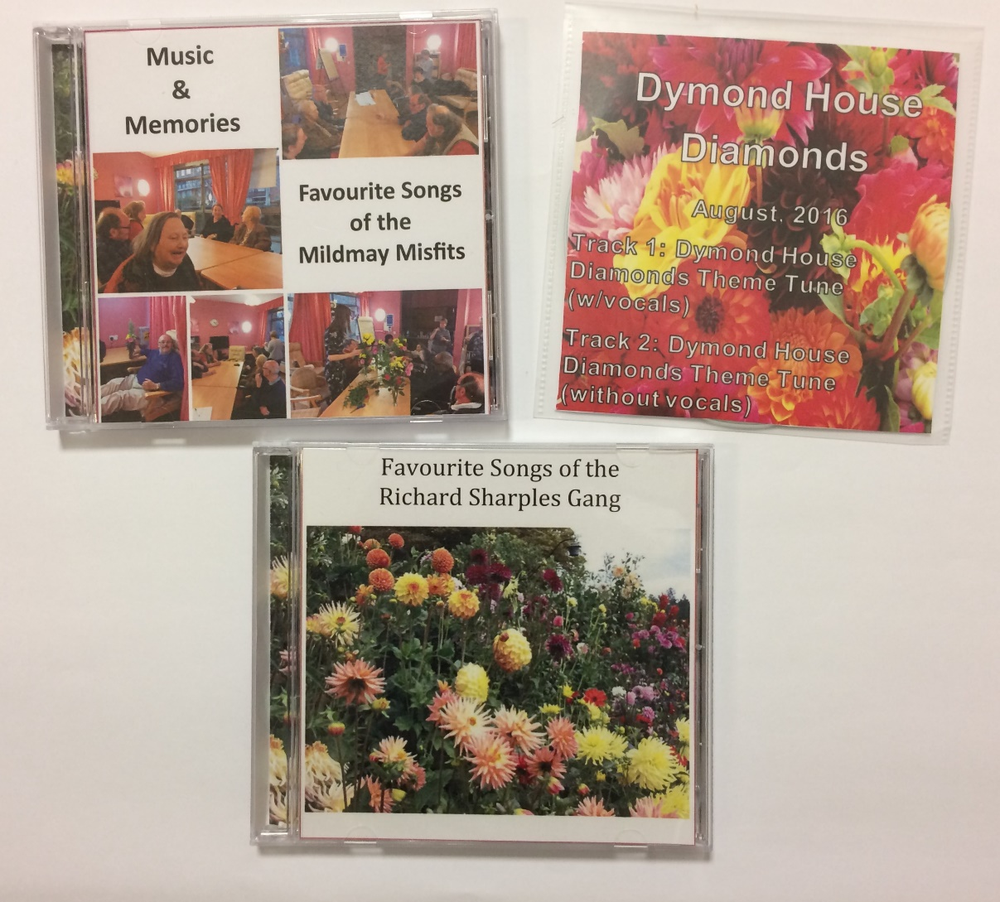 Music
&
Memories
Favourite Songs
of the
Mildmay Misfits
Dymond House
Diamonds
August, 2016
Track 1: Dymond House
Diamonds Theme Tune
(w/vocals)
Track 2: Dymond House
Diamonds Theme Tune
(without vocals)
Favourite Songs of the
Richard Sharples Gang